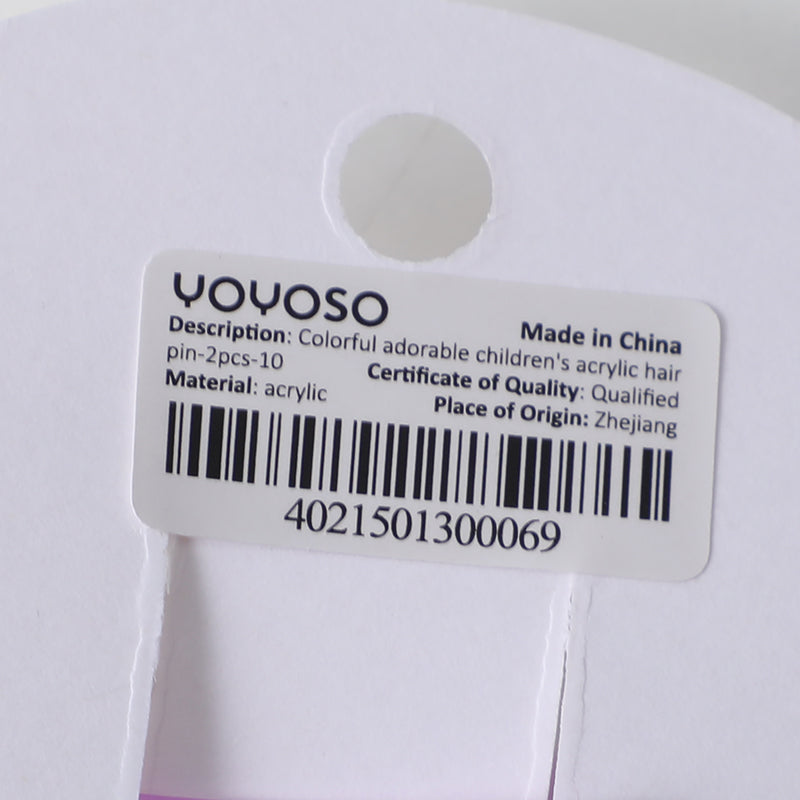 YOYOSO
Made in China
Description: Colorful adorable children's acrylic hair
pin-2pcs-10
Certificate of Quality: Qualified
Material: acrylic
Place of Origin: Zhejiang
4021501300069